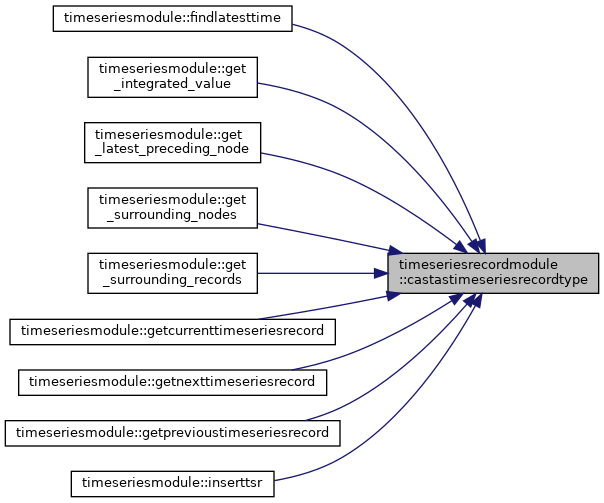 timeseriesmodule::findlatesttime
timeseriesmodule::get
_integrated_value
timeseriesmodule::get
_latest_preceding_node
timeseriesmodule::get
_surrounding_nodes
timeseriesmodule::get
_surrounding_records
timeseriesmodule::getcurrenttimeseriesrecord
timeseriesmodule::getnexttimeseriesrecord
timeseriesmodule::getprevioustimeseriesrecord
timeseriesmodule::inserttsr
timeseriesrecordmodule
::castastimeseriesrecordtype